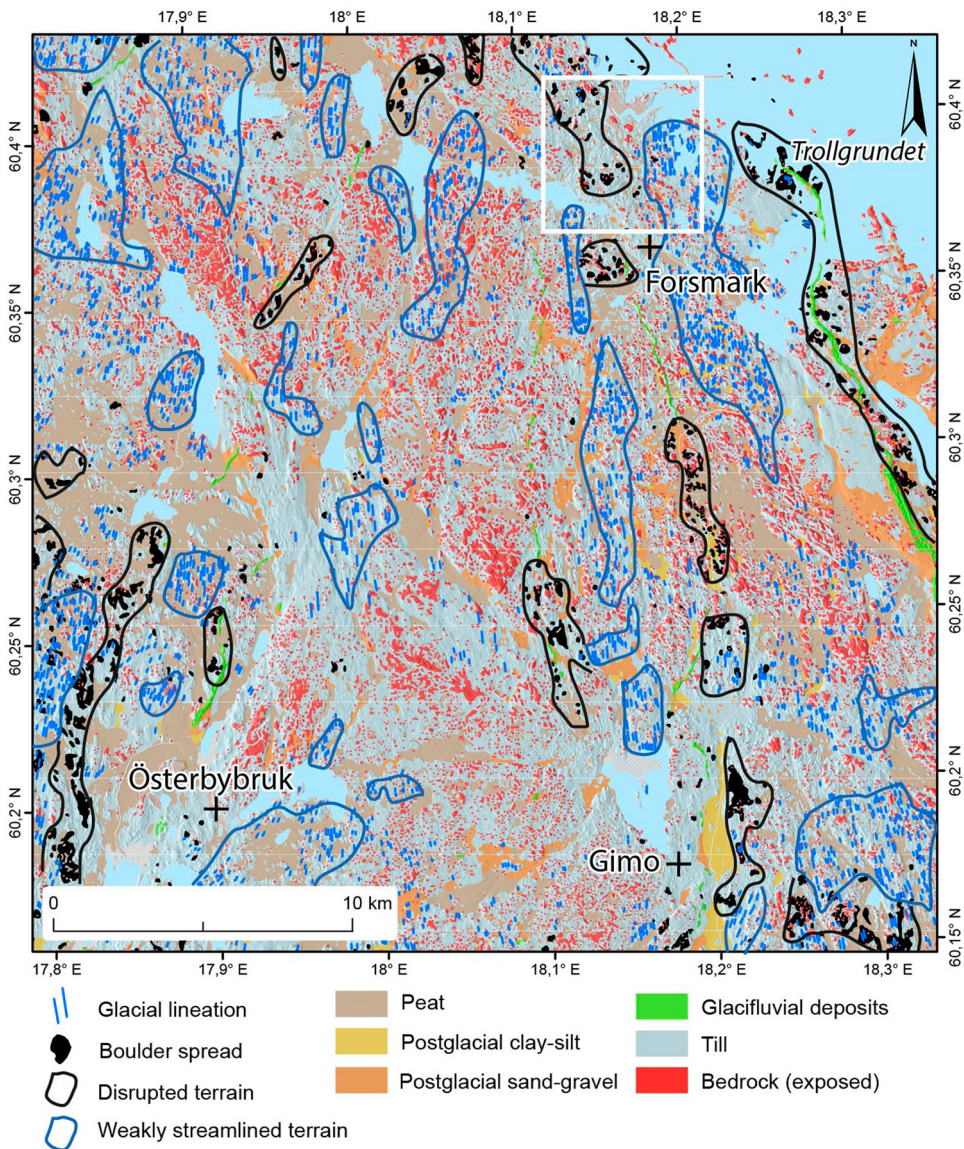 17,9° E 18° E 18,1° E 18,2° E 18,3° E
N
60,4° N 60,4° N
Trollgrundet
Forsmark
60,35° N 60,35° N
60,3° N 60,3° N
60,25° N 60,25° N
Österbybruk
60,2° N 60,2° N
Gimo
0 10 km
60,15° N
17,8° E 17,9° E 18° E 18,1° E 18,2° E 18,3° E
Glacial lineation
Boulder spread
Disrupted terrain
Weakly streamlined terrain
Peat
Postglacial clay-silt
Postglacial sand-gravel
Glacifluvial deposits
Till
Bedrock (exposed)